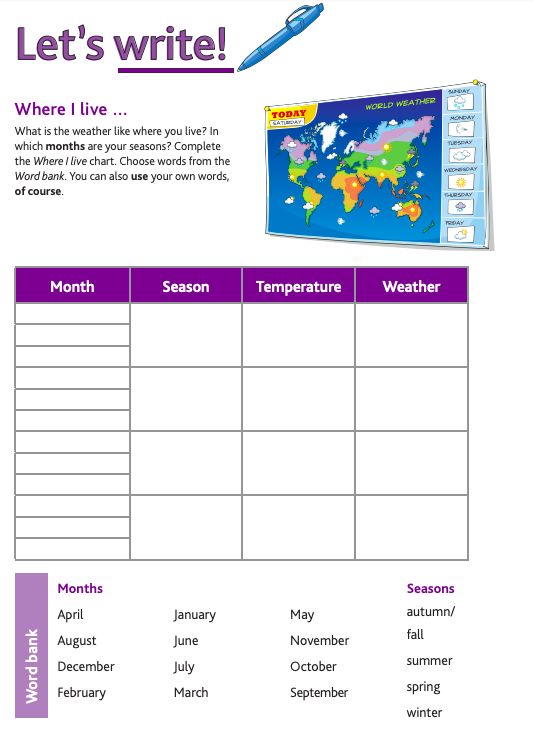 Let's write!
Where I live ...
What is the weather like where you live? In
which months are your seasons? Complete
the Where I live chart. Choose words from the
Word bank. You can also use your own words,
of course.
TODAY
SATURDAY
WORLD WEATHER
SUNDAY
MONDAY
TUESDAY
WEDNESDAY
THURSDAY
FRIDAY
Month Season Temperature Weather
Word bank
Months
April January May
August June November
December July October
February March September
Seasons
autumn/
fall
summer
spring
winter